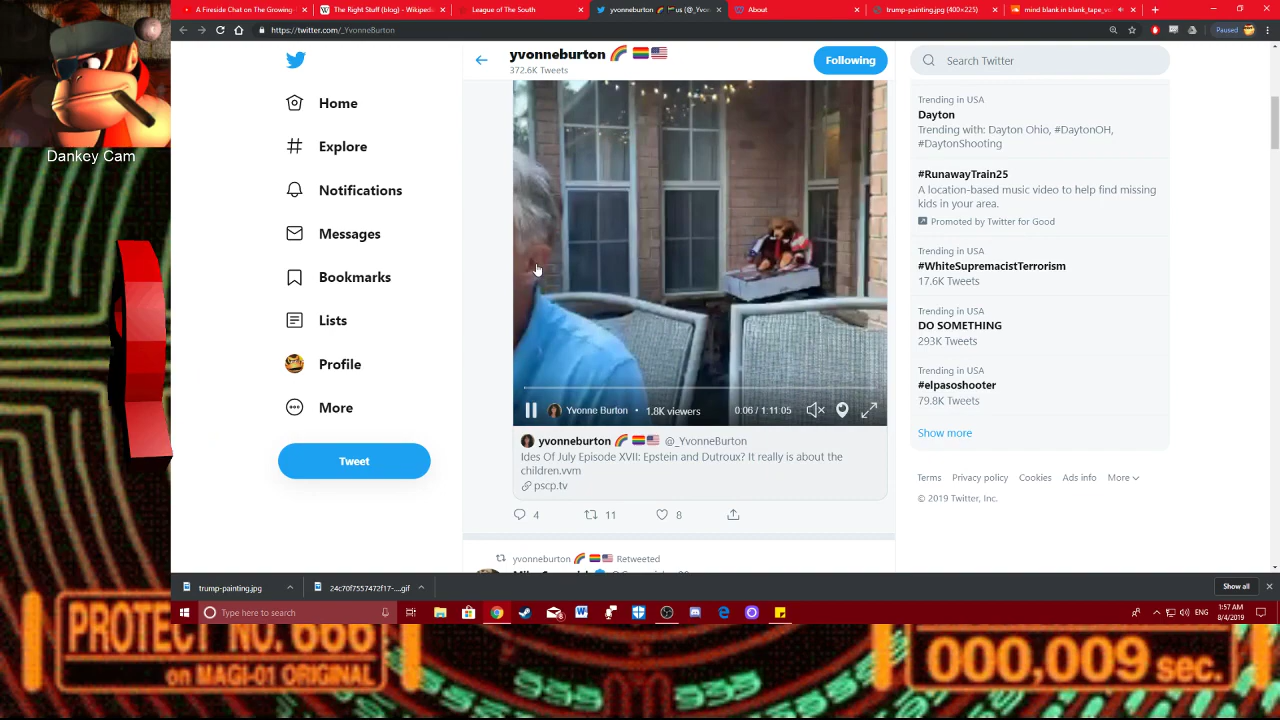 A Fireside Chat on The Growing
The Right Stuff (blog) - Wikiped
League of The South
yvonneburton us (@_Yvon
About
trump-painting.jpg (400×225)
mind blank in blank_tape_vo
https://twitter.com/_YvonneBurton
Paused
Dankey Cam
yvonneburton
372.6K Tweets
Following
Search Twitter
Home
Explore
Notifications
Messages
Bookmarks
Lists
Profile
More
Tweet
Yvonne Burton • 1.8K viewers
0:06 / 1:11:05
yvonneburton @_YvonneBurton
Ides Of July Episode XVII: Epstein and Dutroux? It really is about the
children.vvm
pscp.tv
4 11 8
yvonneburton Retweeted
Trending in USA
Dayton
Trending with: Dayton Ohio, #DaytonOH,
#DaytonShooting
#RunawayTrain25
A location-based music video to help find missing
kids in your area.
Promoted by Twitter for Good
Trending in USA
#WhiteSupremacistTerrorism
17.6K Tweets
Trending in USA
DO SOMETHING
293K Tweets
Trending in USA
#elpasoshooter
79.8K Tweets
Show more
Terms Privacy policy Cookies Ads info More
© 2019 Twitter, Inc.
trump-painting.jpg
24c70f7557472f17-....gif
Show all
Type here to search
ENG
1:57 AM
8/4/2019
on MAGI-01 ORIGINAL
000,009 sec.